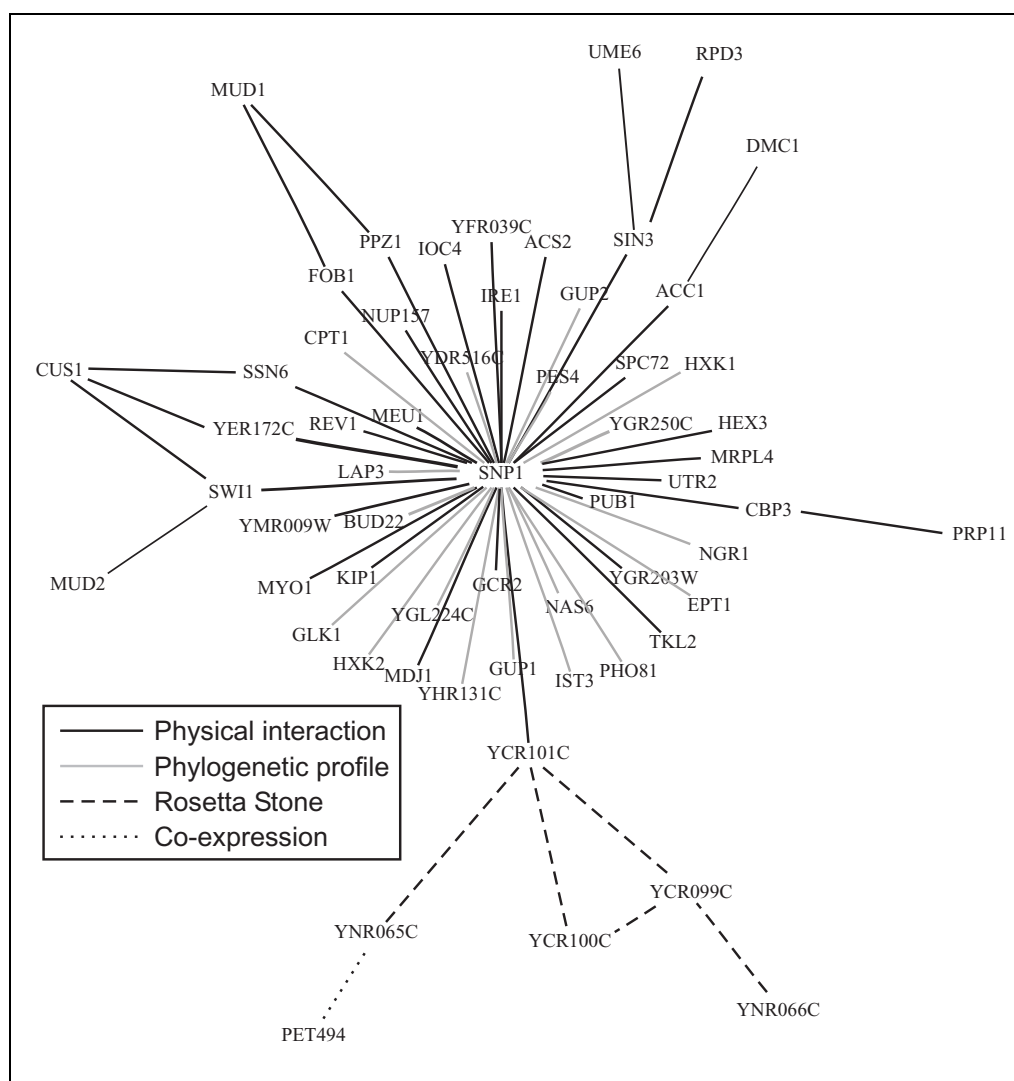 UME6
RPD3
MUD1
DMC1
YFR039C
PPZ1
IOC4
ACS2
SIN3
FOB1
IRE1
GUP2
ACC1
NUP157
CPT1
YDR516C
PES4
SPC72
HXK1
CUS1
SSN6
REV1
MEU1
YGR250C
HEX3
YER172C
MRPL4
LAP3
SNP1
UTR2
SWI1
PUB1
CBP3
YMR009W
BUD22
PRP11
NGR1
MUD2
MYO1
KIP1
GCR2
YGR203W
EPT1
YGL224C
NAS6
GLK1
TKL2
HXK2
MDJ1
GUP1
IST3
PHO81
YHR131C
Physical interaction
Phylogenetic profile
Rosetta Stone
Co-expression
YCR101C
YCR099C
YNR065C
YCR100C
YNR066C
PET494